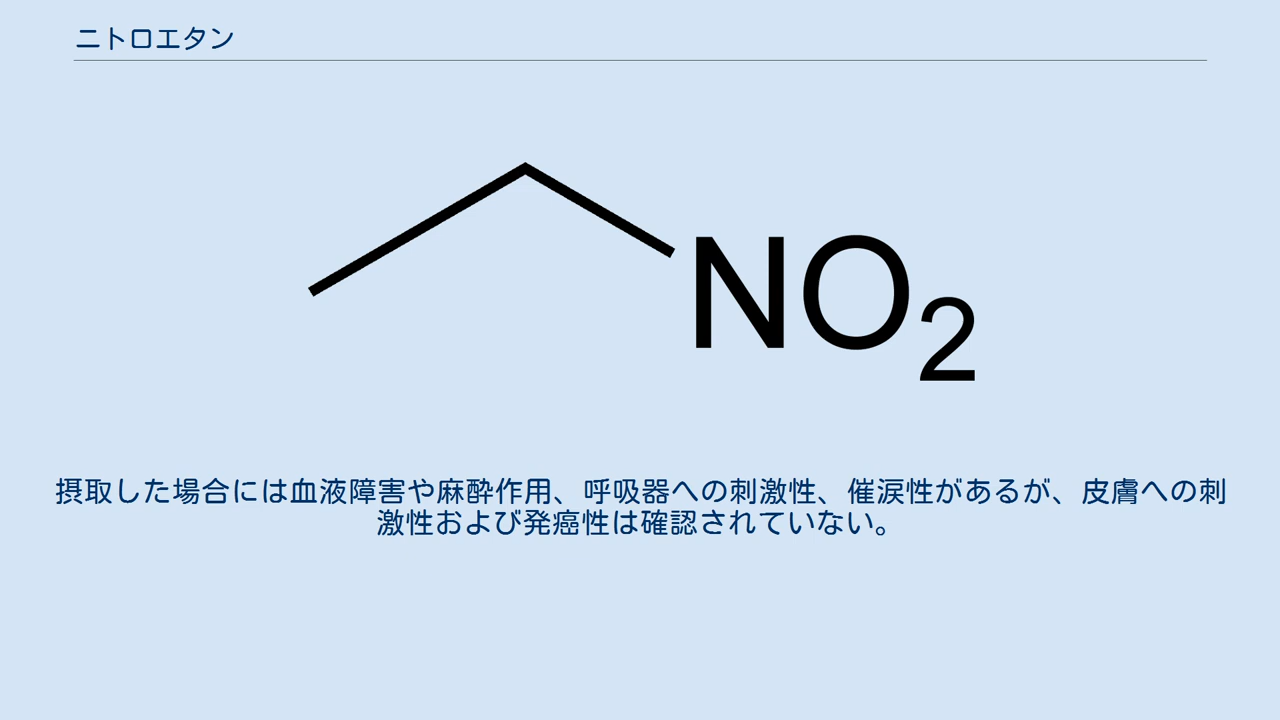 ニトロエタン
NO2
摂取した場合には血液障害や麻酔作用、呼吸器への刺激性、催涙性があるが、皮膚への刺
激性および発癌性は確認されていない。